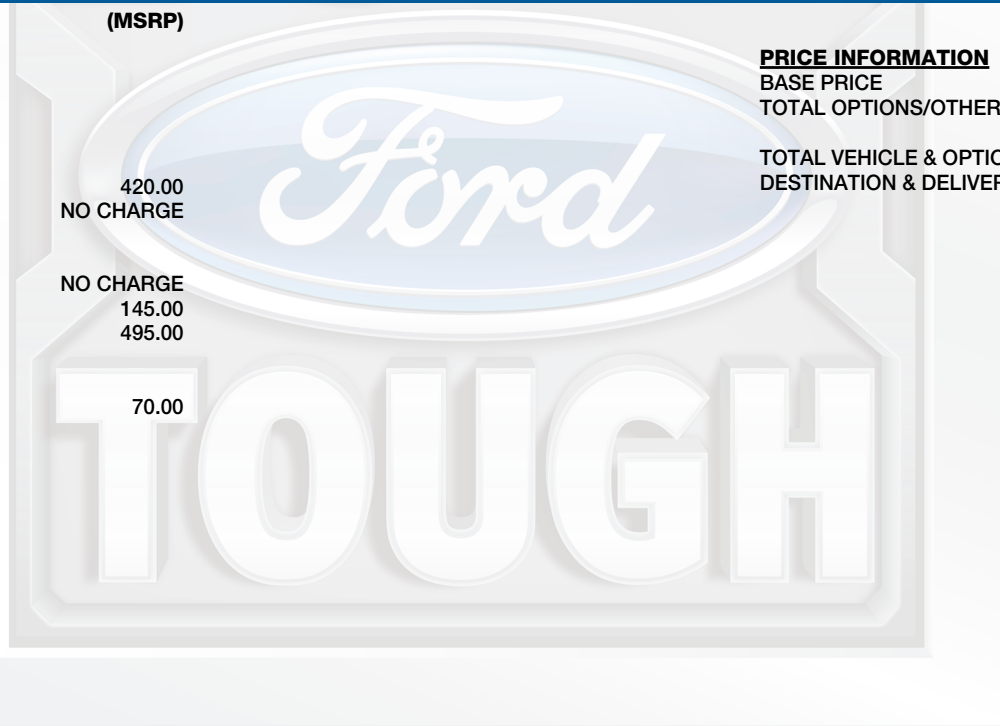 (MSRP)
420.00
NO CHARGE
NO CHARGE
145.00
495.00
70.00
PRICE INFORMATION
BASE PRICE
TOTAL OPTIONS/OTHER
TOTAL VEHICLE & OPTIO
DESTINATION & DELIVER
Ford
TOUGH